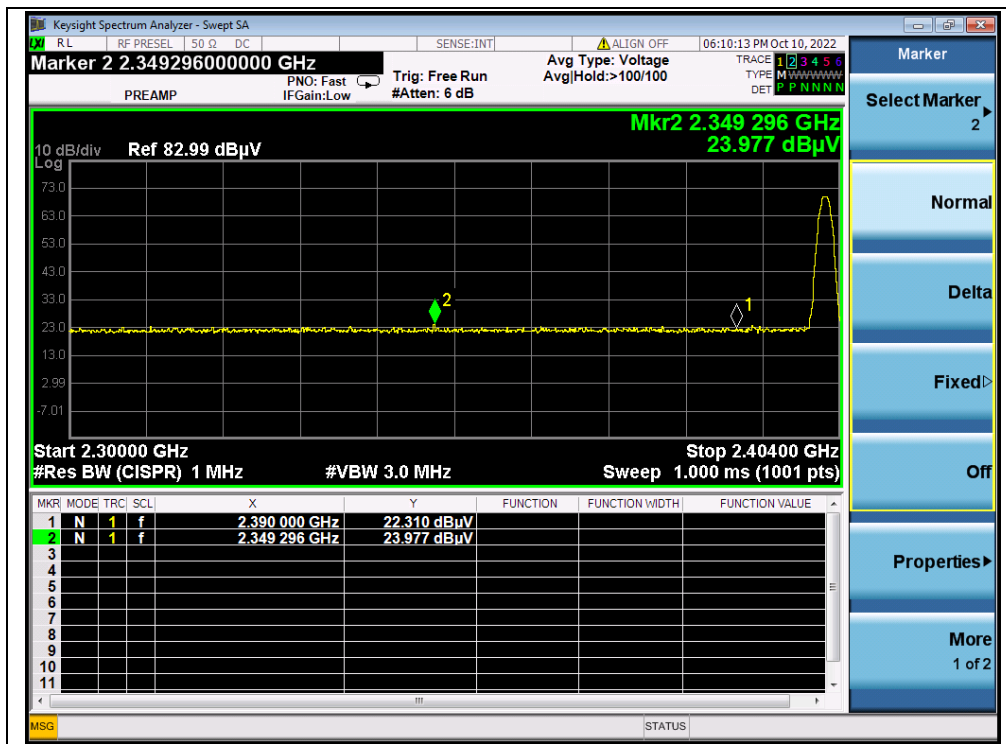 Keysight Spectrum Analyzer - Swept SA
LXI RL RF PRESEL 50 Ω DC SENSE:INT ALIGN OFF 06:10:13 PM Oct 10, 2022
Marker 2 2.349296000000 GHz
PREAMP
PNO: Fast
IFGain:Low
Trig: Free Run
#Atten: 6 dB
Avg Type: Voltage
Avg|Hold:>100/100
TRACE 1 2 3 4 5 6
TYPE M WWWWW
DET P P N N N N
Mkr2 2.349 296 GHz
23.977 dBµV
10 dB/div Ref 82.99 dBµV
Log
73.0
63.0
53.0
43.0
33.0
23.0
13.0
2.99
-7.01
2
1
Start 2.30000 GHz Stop 2.40400 GHz
#Res BW (CISPR) 1 MHz #VBW 3.0 MHz Sweep 1.000 ms (1001 pts)
MKR MODE TRC SCL X Y FUNCTION FUNCTION WIDTH FUNCTION VALUE
1 N 1 f 2.390 000 GHz 22.310 dBµV
2 N 1 f 2.349 296 GHz 23.977 dBµV
3
4
5
6
7
8
9
10
11
MSG STATUS
Marker
Select Marker
2
Normal
Delta
Fixed
Off
Properties
More
1 of 2